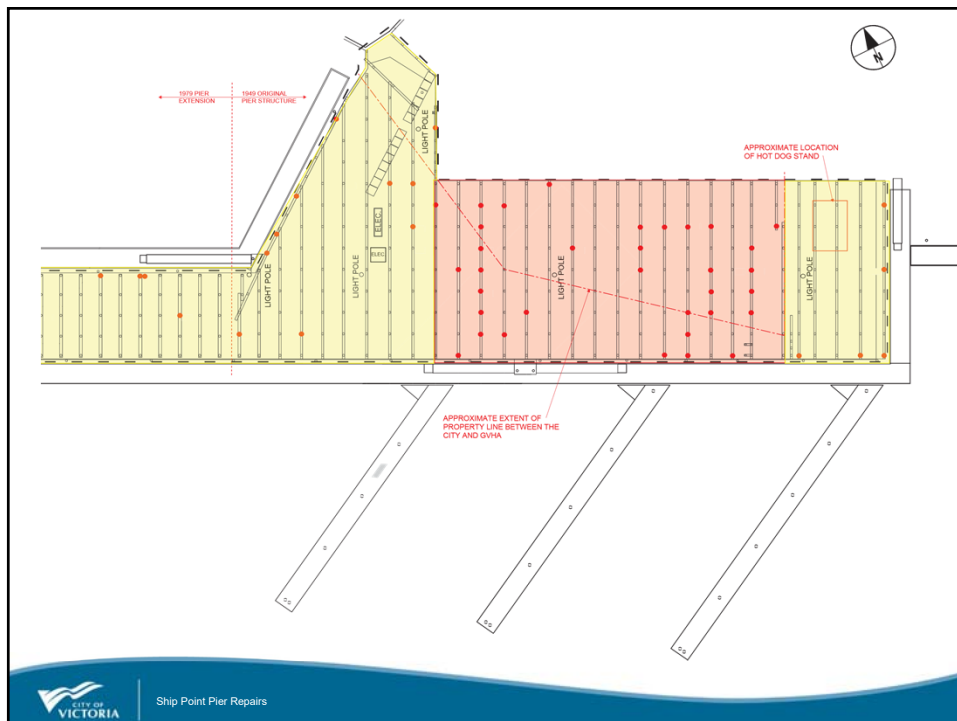 N
1979 PIER
EXTENSION
1949 ORIGINAL
PIER STRUCTURE
LIGHT POLE
APPROXIMATE LOCATION
OF HOT DOG STAND
ELEC.
ELEC
LIGHT POLE
LIGHT POLE
LIGHT POLE
LIGHT POLE
APPROXIMATE EXTENT OF
PROPERTY LINE BETWEEN THE
CITY AND GVHA
CITY OF
VICTORIA
Ship Point Pier Repairs